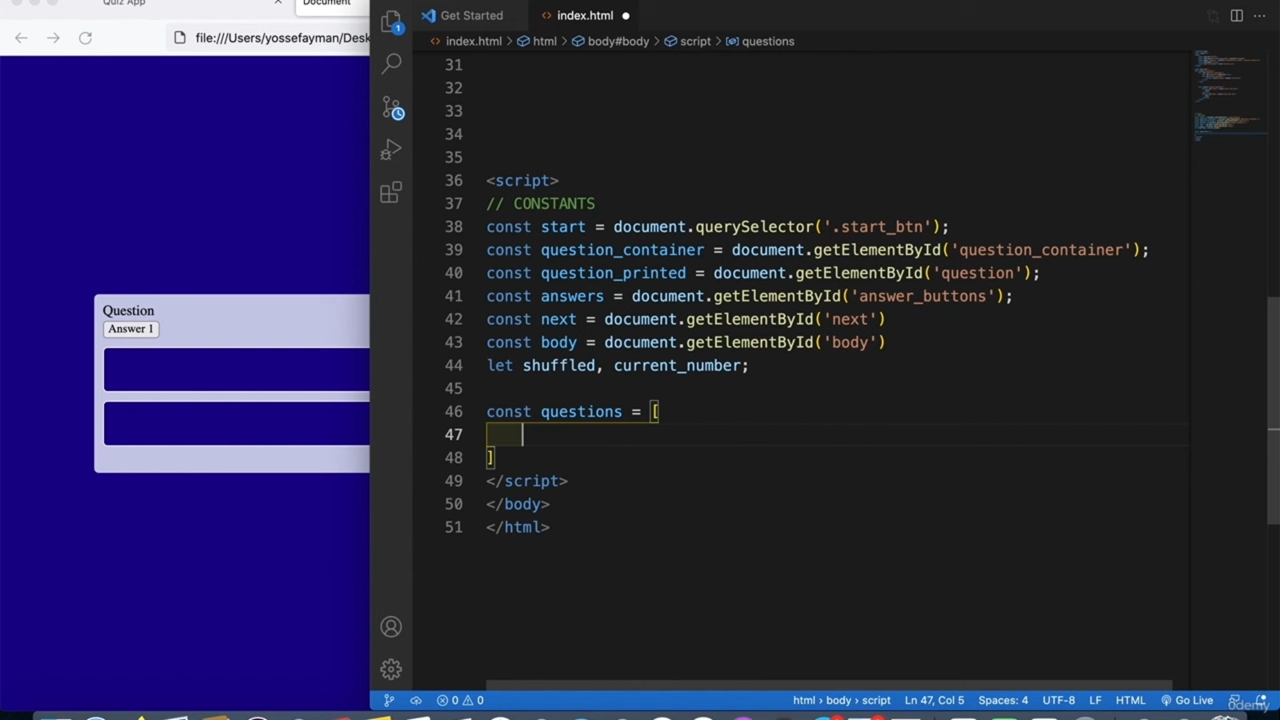 Quiz App
Document
file:///Users/yossefayman/Desk
Question
Answer 1
1
Get Started
index.html
index.html > html > body#body > script > questions
31
32
33
34
35
36 <script>
37 // CONSTANTS
38 const start = document.querySelector('.start_btn');
39 const question_container = document.getElementById('question_container');
40 const question_printed = document.getElementById('question');
41 const answers = document.getElementById('answer_buttons');
42 const next = document.getElementById('next')
43 const body = document.getElementById('body')
44 let shuffled, current_number;
45
46 const questions = [
47
48 ]
49 </script>
50 </body>
51 </html>
0 0
html > body > script
Ln 47, Col 5
Spaces: 4
UTF-8
LF
HTML
Go Live
udemy